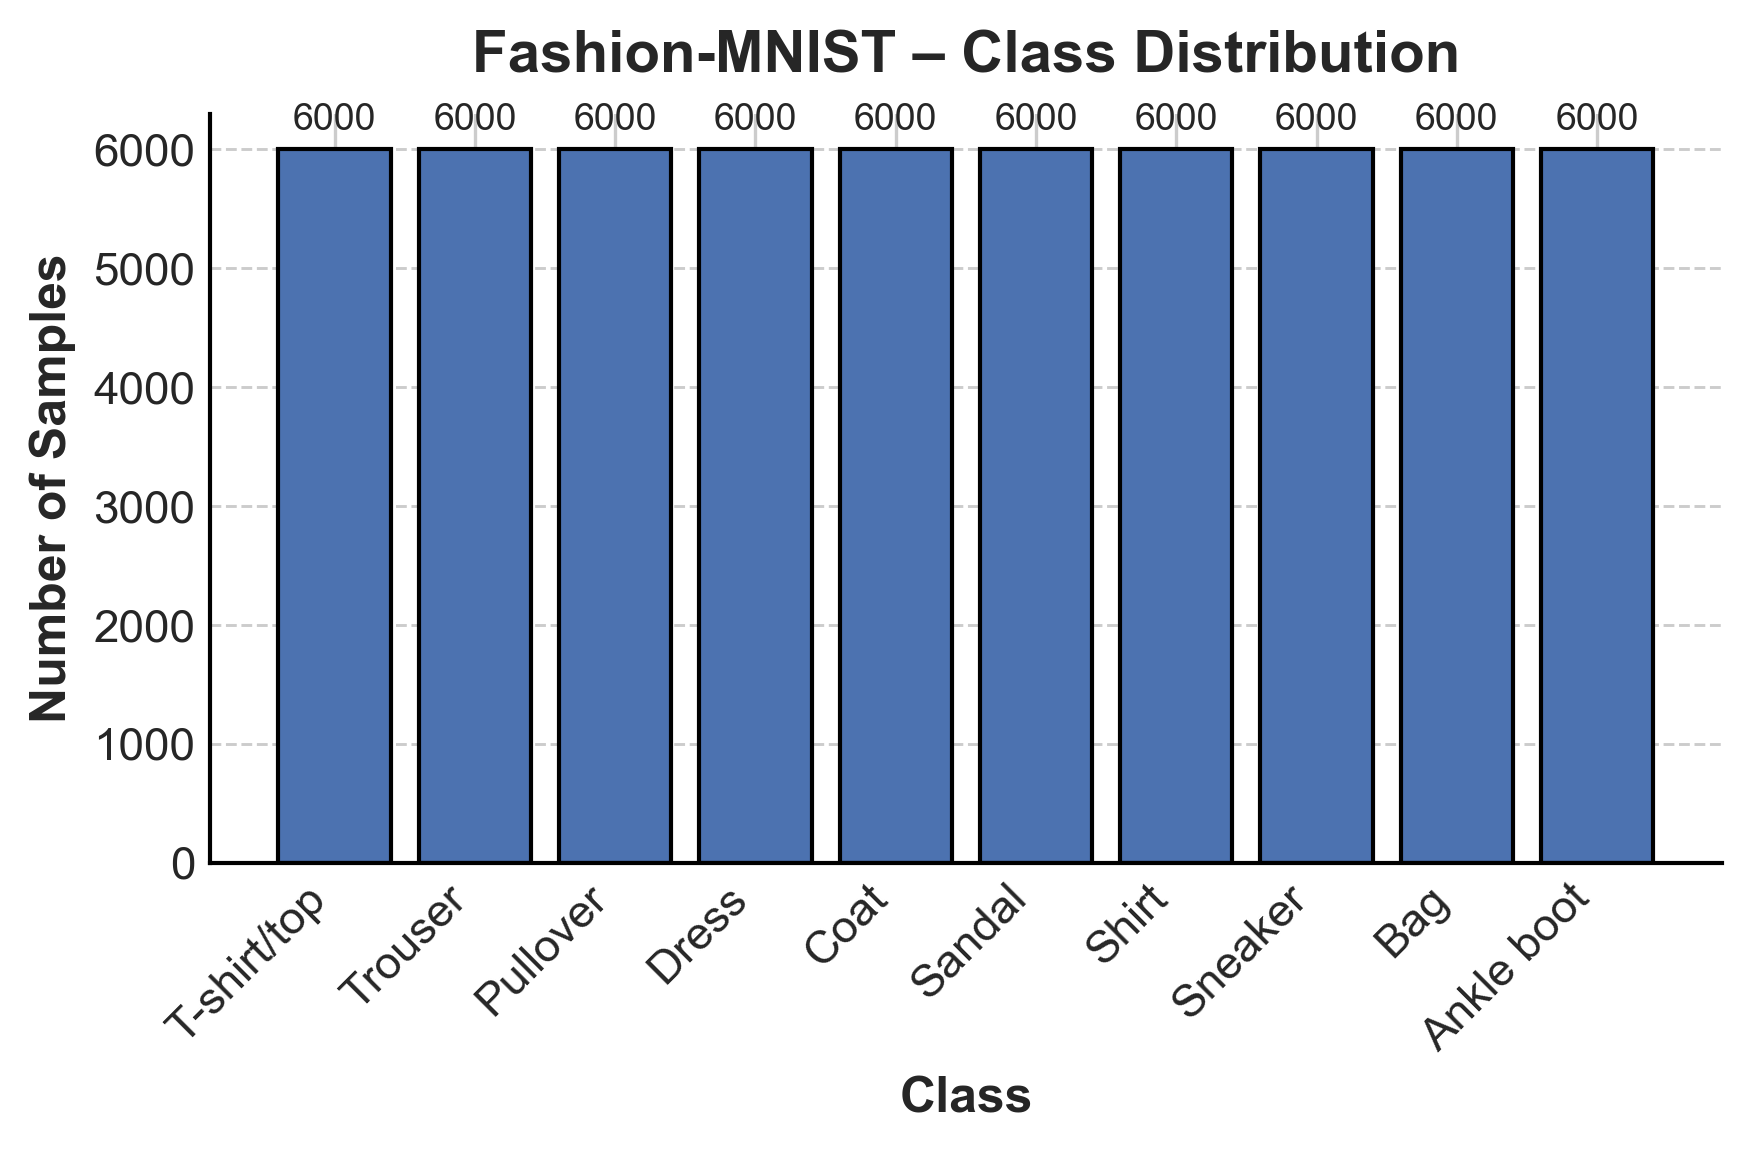 Fashion-MNIST – Class Distribution
6000 6000 6000 6000 6000 6000 6000 6000 6000 6000
Number of Samples
6000
5000
4000
3000
2000
1000
0
T-shirt/top Trouser Pullover Dress Coat Sandal Shirt Sneaker Bag Ankle boot
Class